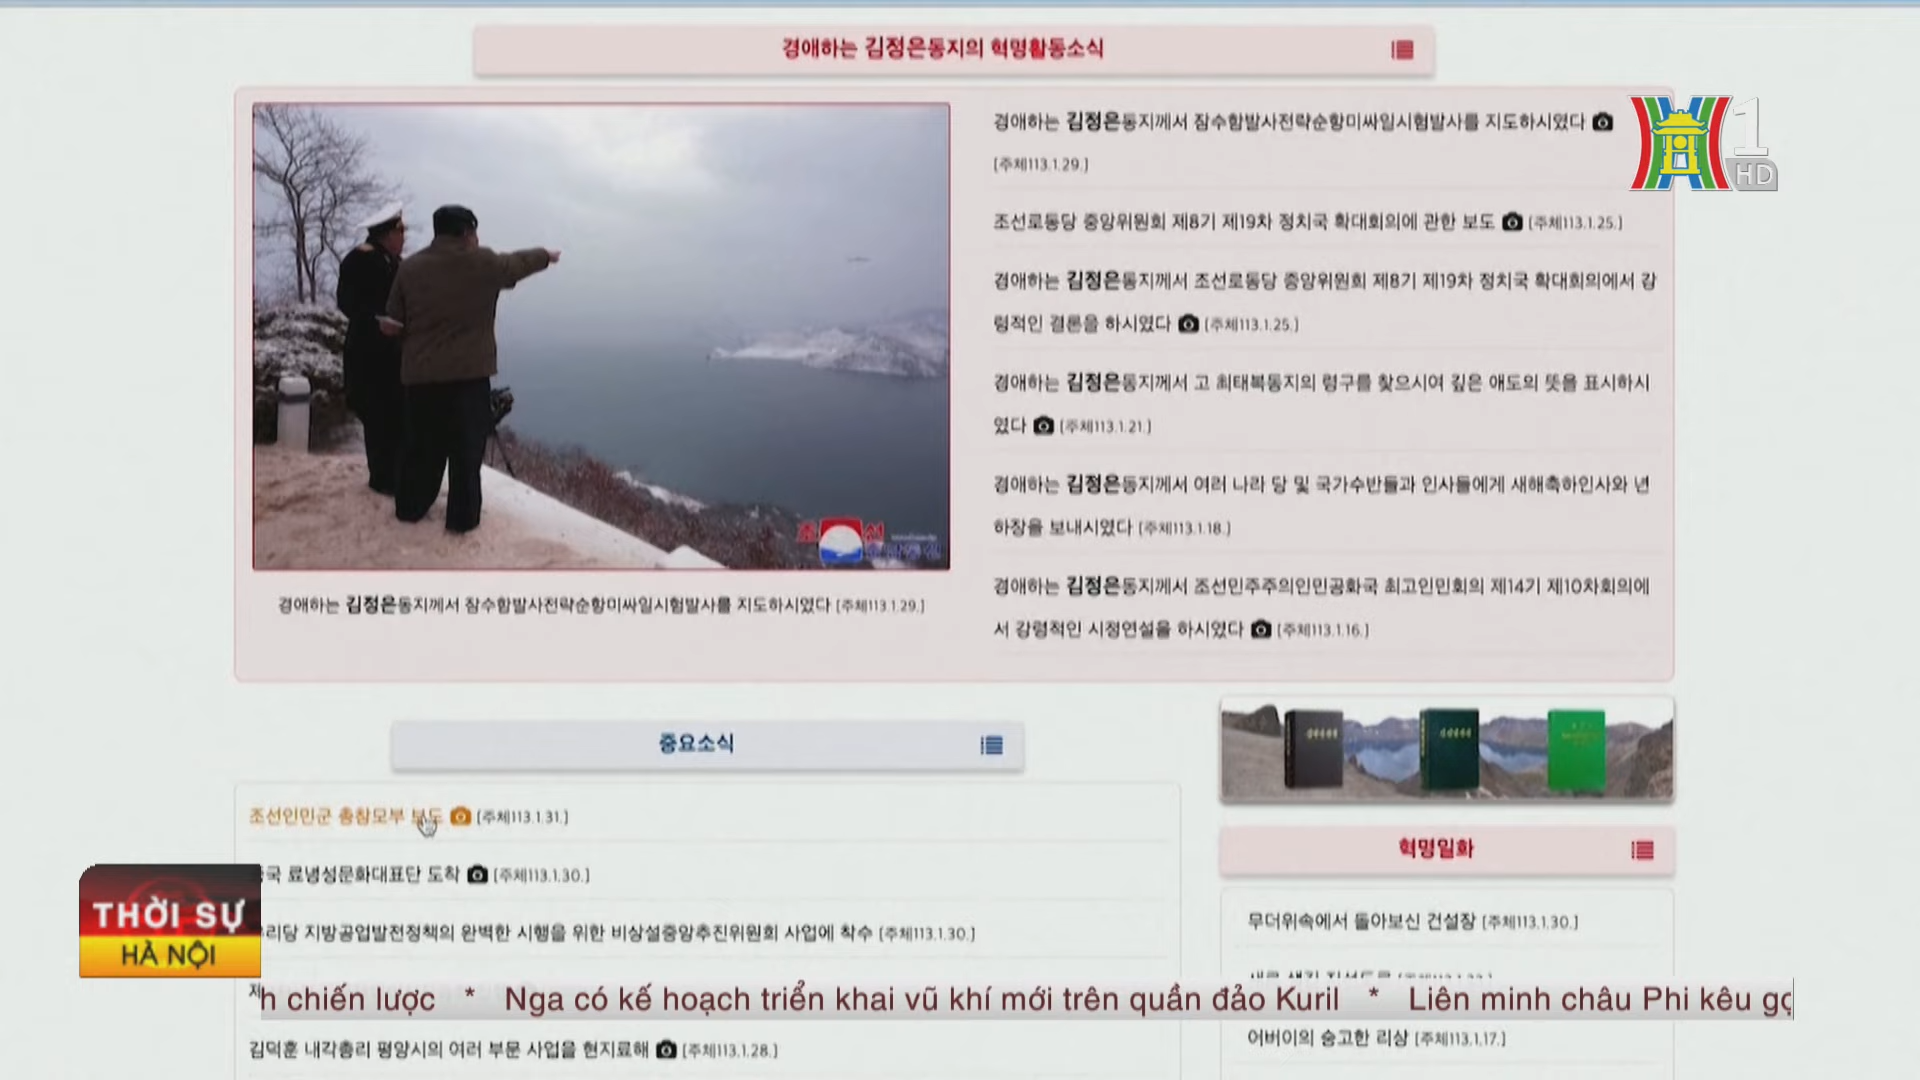 경애하는 김정은동지의 혁명활동소식
경애하는 김정은동지께서 잠수함발사전략순항미싸일시험발사를 지도하시였다
[주체113.1.29.]
조선로동당 중앙위원회 제8기 제19차 정치국 확대회의에 관한 보도 [주체113.1.25.]
경애하는 김정은동지께서 조선로동당 중앙위원회 제8기 제19차 정치국 확대회의에서 강
령적인 결론을 하시였다 [주체113.1.25.]
경애하는 김정은동지께서 고 최태복동지의 령구를 찾으시여 깊은 애도의 뜻을 표시하시
였다 [주체113.1.21.]
경애하는 김정은동지께서 여러 나라 당 및 국가수반들과 인사들에게 새해축하인사와 년
하장을 보내시였다 [주체113.1.18.]
경애하는 김정은동지께서 조선민주주의인민공화국 최고인민회의 제14기 제10차회의에
서 강령적인 시정연설을 하시였다 [주체113.1.16.]
조선
경애하는 김정은동지께서 잠수함발사전략순항미싸일시험발사를 지도하시였다 [주체113.1.29.]
1
HD
중요소식
조선인민군 총참모부 보도 [주체113.1.31.]
국 료녕성문화대표단 도착 [주체113.1.30.]
리당 지방공업발전정책의 완벽한 시행을 위한 비상설중앙추진위원회 사업에 착수 [주체113.1.30.]
김덕훈 내각총리 평양시의 여러 부문 사업을 현지료해 [주체113.1.28.]
혁명일화
무더위속에서 돌아보신 건설장 [주체113.1.30.]
어버이의 숭고한 리상 [주체113.1.17.]
THỜI SỰ
HÀ NỘI
h chiến lược * Nga có kế hoạch triển khai vũ khí mới trên quần đảo Kuril * Liên minh châu Phi kêu gọ